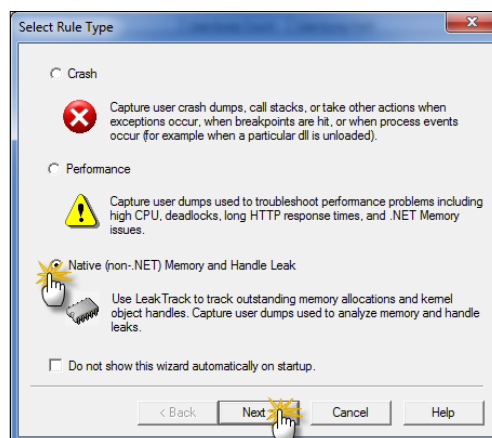 Select Rule Type
Crash
Capture user crash dumps, call stacks, or take other actions when
exceptions occur, when breakpoints are hit, or when process events
occur (for example when a particular dll is unloaded).
Performance
Capture user dumps used to troubleshoot performance problems including
high CPU, deadlocks, long HTTP response times, and .NET Memory
issues.
Native (non-.NET) Memory and Handle Leak
Use LeakTrack to track outstanding memory allocations and kernel
object handles. Capture user dumps used to analyze memory and handle
leaks.
Do not show this wizard automatically on startup.
< Back
Next
Cancel
Help